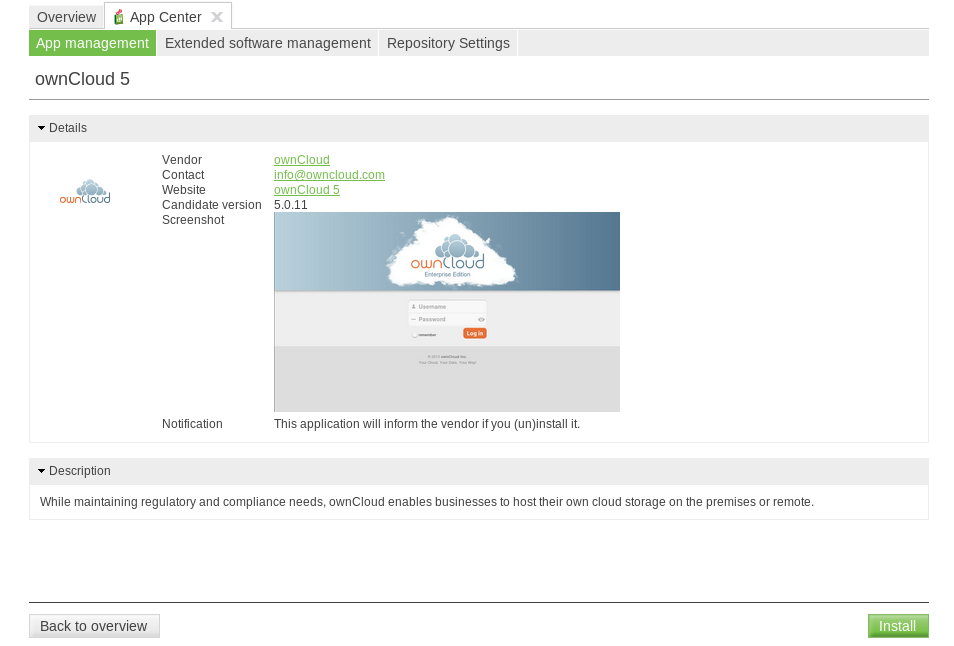 Overview App Center
App management Extended software management Repository Settings
ownCloud 5
Details
ownCloud
Vendor ownCloud
Contact info@owncloud.com
Website ownCloud 5
Candidate version 5.0.11
Screenshot
ownCloud
Enterprise Edition
Username
Password
remember Log in
Notification This application will inform the vendor if you (un)install it.
Description
While maintaining regulatory and compliance needs, ownCloud enables businesses to host their own cloud storage on the premises or remote.
Back to overview Install